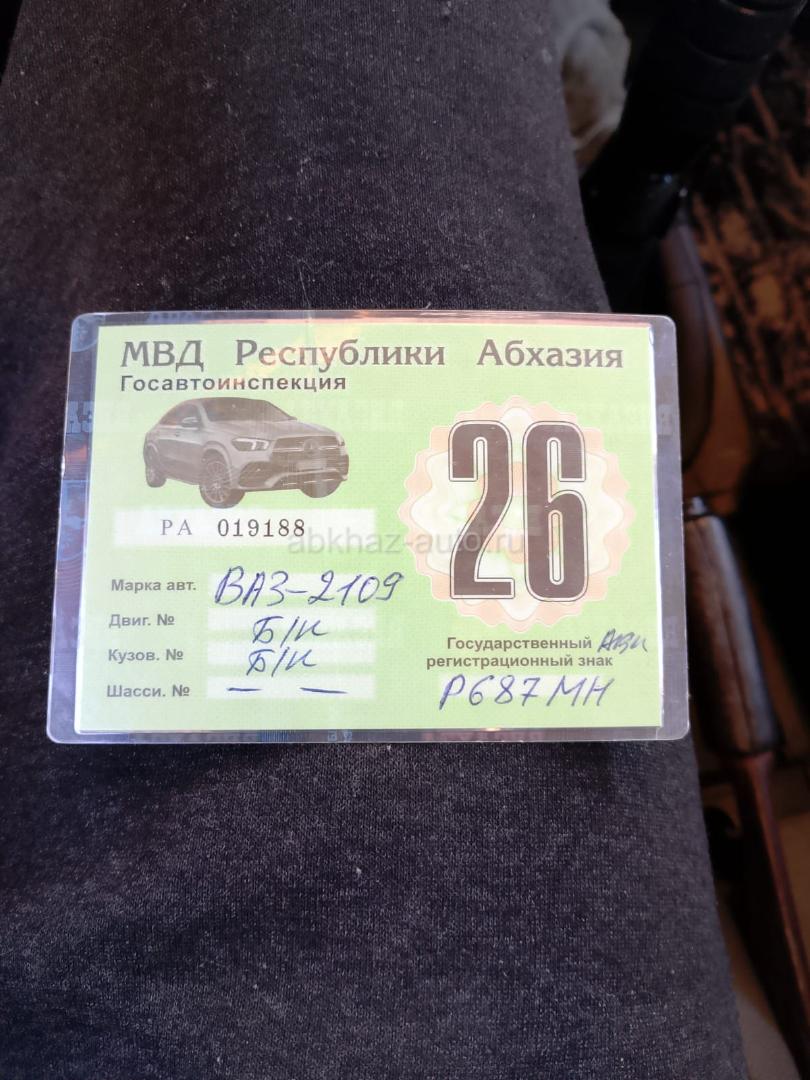 МВД Республики Абхазия
Госавтоинспекция
26
РА 019188
abkhaz-auto.ru
Марка авт. ВАЗ-2109
Двиг. № Б/Н
Кузов. № Б/Н
Шасси. № — —
Государственный
регистрационный знак
Р687МН